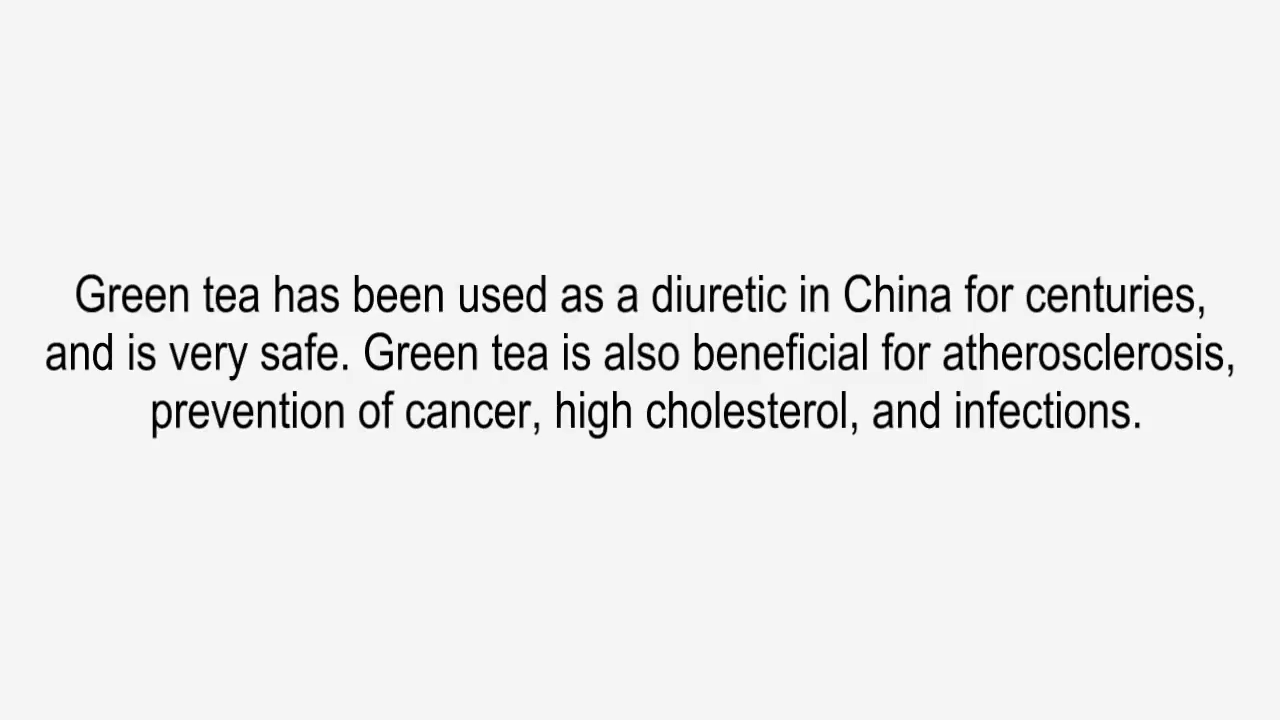 Green tea has been used as a diuretic in China for centuries,
and is very safe. Green tea is also beneficial for atherosclerosis,
prevention of cancer, high cholesterol, and infections.